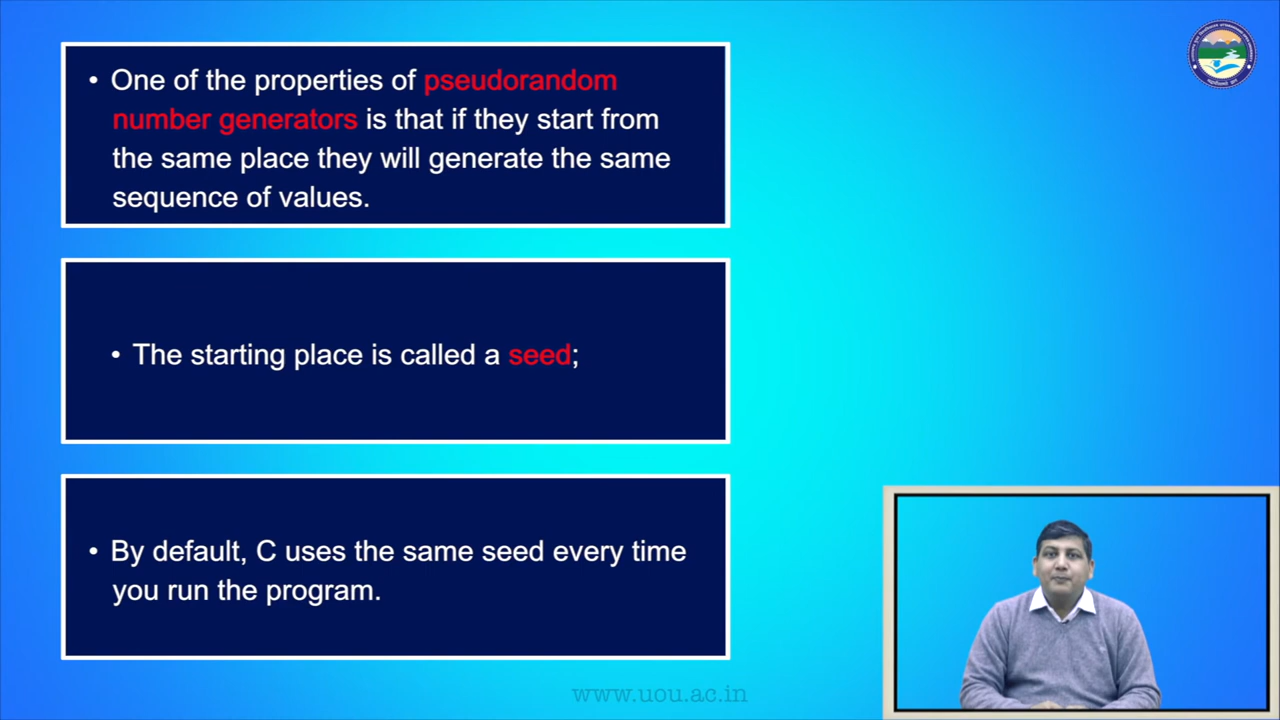 • One of the properties of pseudorandom
number generators is that if they start from
the same place they will generate the same
sequence of values.
• The starting place is called a seed;
• By default, C uses the same seed every time
you run the program.
www.uou.ac.in